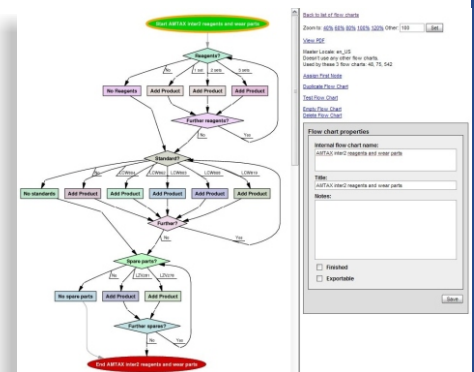 Start AMTAX inter2 reagents and wear parts
Reagents?
No
1 set
2 sets
3 sets
No Reagents
Add Product
Add Product
Add Product
Further reagents?
No
Yes
Standard?
No
No standards
Add Product
Add Product
Add Product
Add Product
Add Product
Further?
No
Yes
Spare parts?
No
No spare parts
Add Product
Add Product
Further spares?
No
Yes
End AMTAX inter2 reagents and wear parts
Back to list of flow charts
Zoom to: 40% 60% 80% 100% 120% Other: 100 Set
View PDF
Master Locale: en_US
Doesn't use any other flow charts.
Used by these 3 flow charts: 48, 75, 542
Assign First Node
Duplicate Flow Chart
Test Flow Chart
Empty Flow Chart
Delete Flow Chart
Flow chart properties
Internal flow chart name:
AMTAX inter2 reagents and wear parts
Title:
AMTAX inter2 reagents and wear parts
Notes:
Finished
Exportable
Save